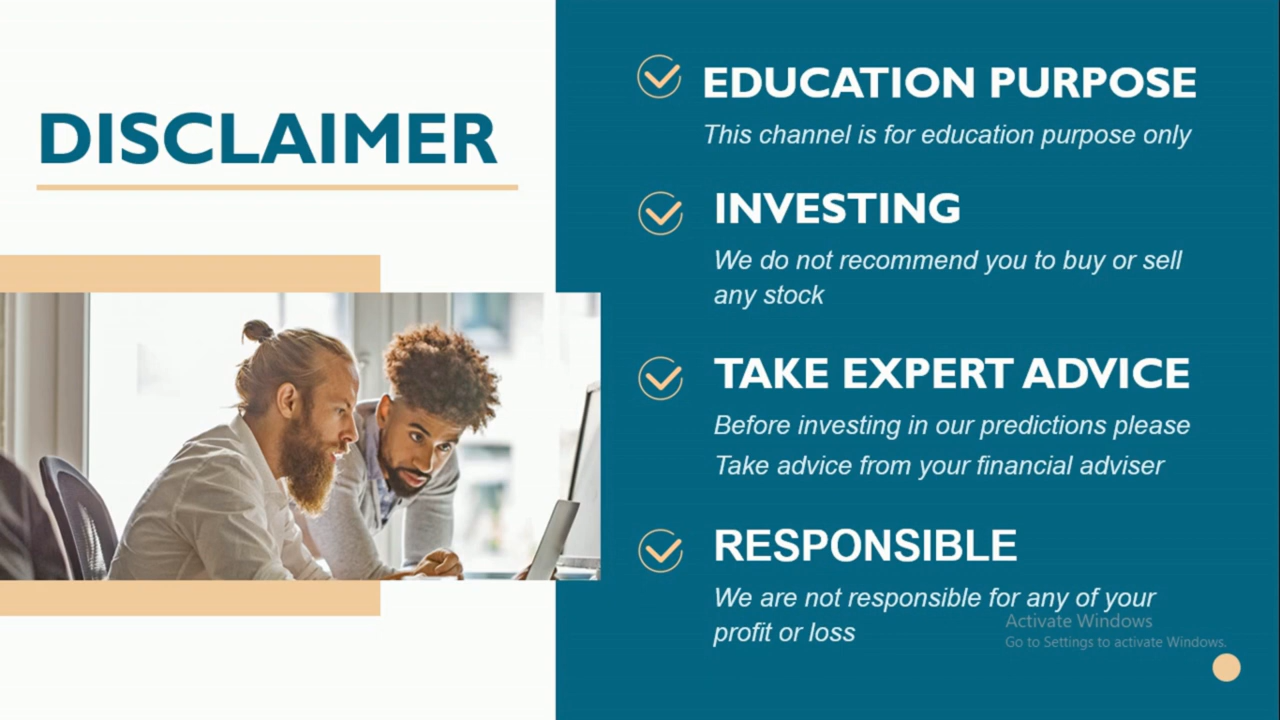 DISCLAIMER
EDUCATION PURPOSE
This channel is for education purpose only
INVESTING
We do not recommend you to buy or sell
any stock
TAKE EXPERT ADVICE
Before investing in our predictions please
Take advice from your financial adviser
RESPONSIBLE
We are not responsible for any of your
profit or loss
Activate Windows
Go to Settings to activate Windows.